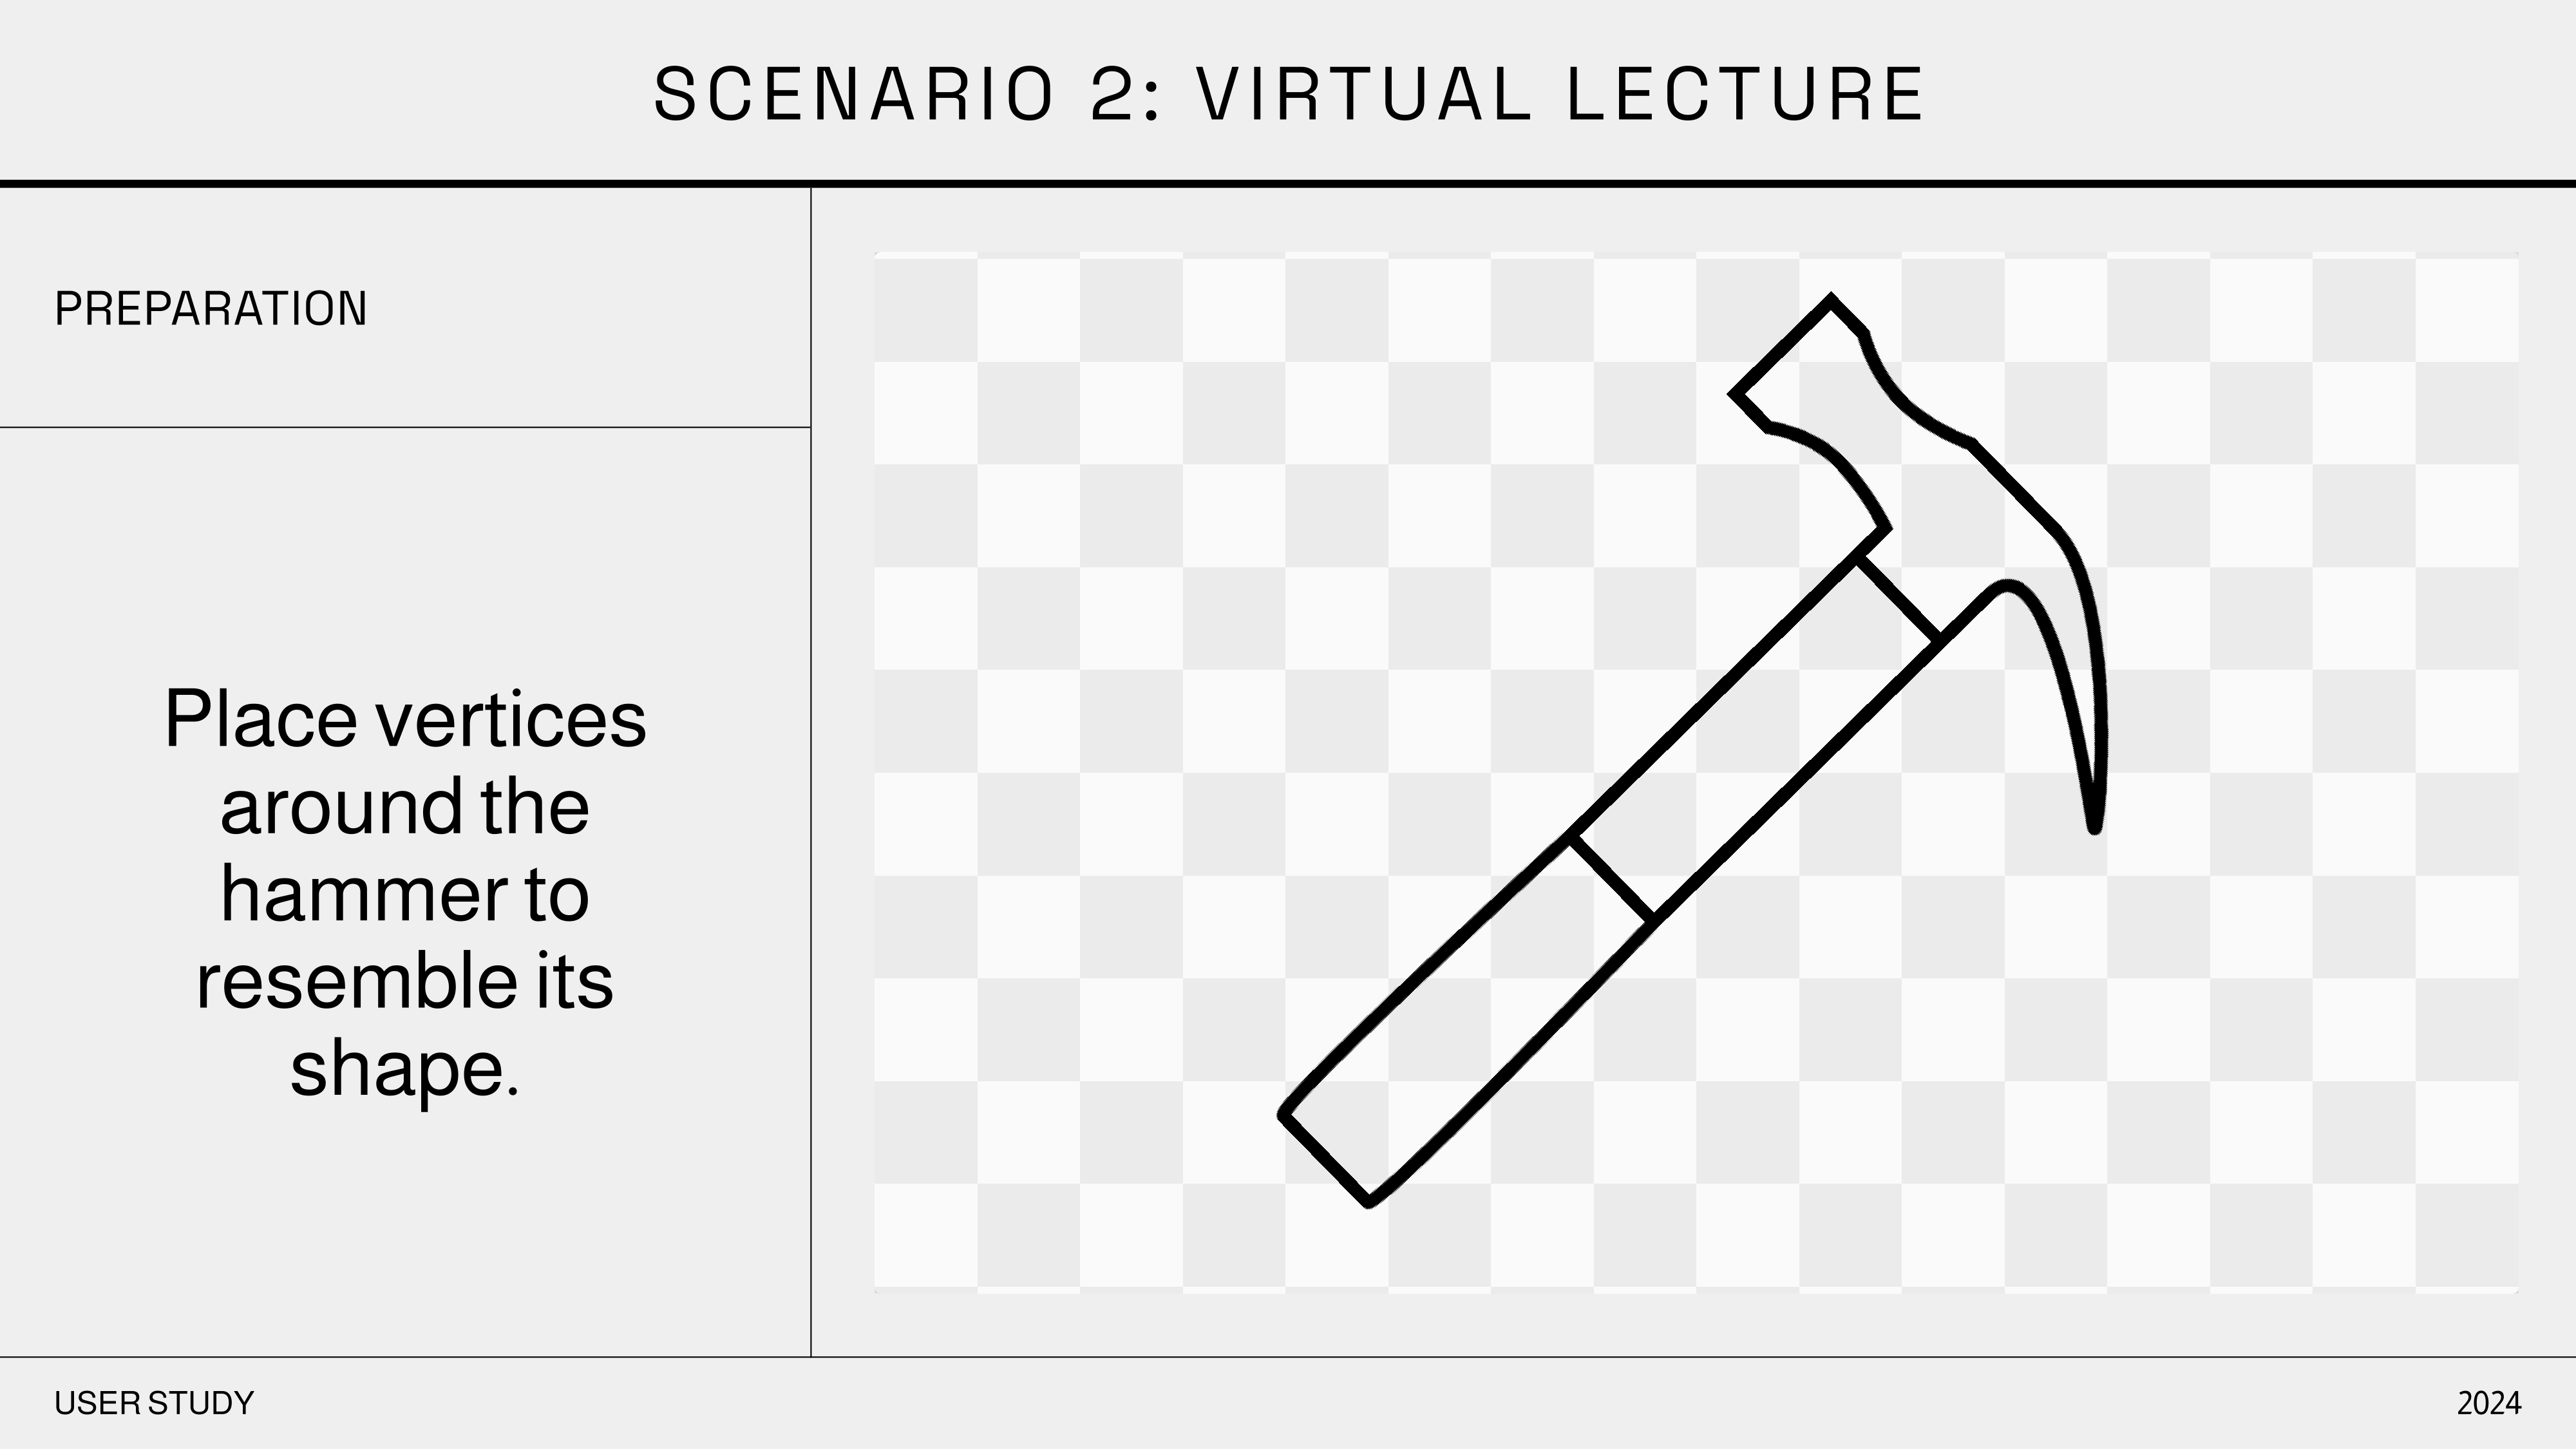 SCENARIO 2: VIRTUAL LECTURE
PREPARATION
Place vertices
around the
hammer to
resemble its
shape.
USER STUDY
2024